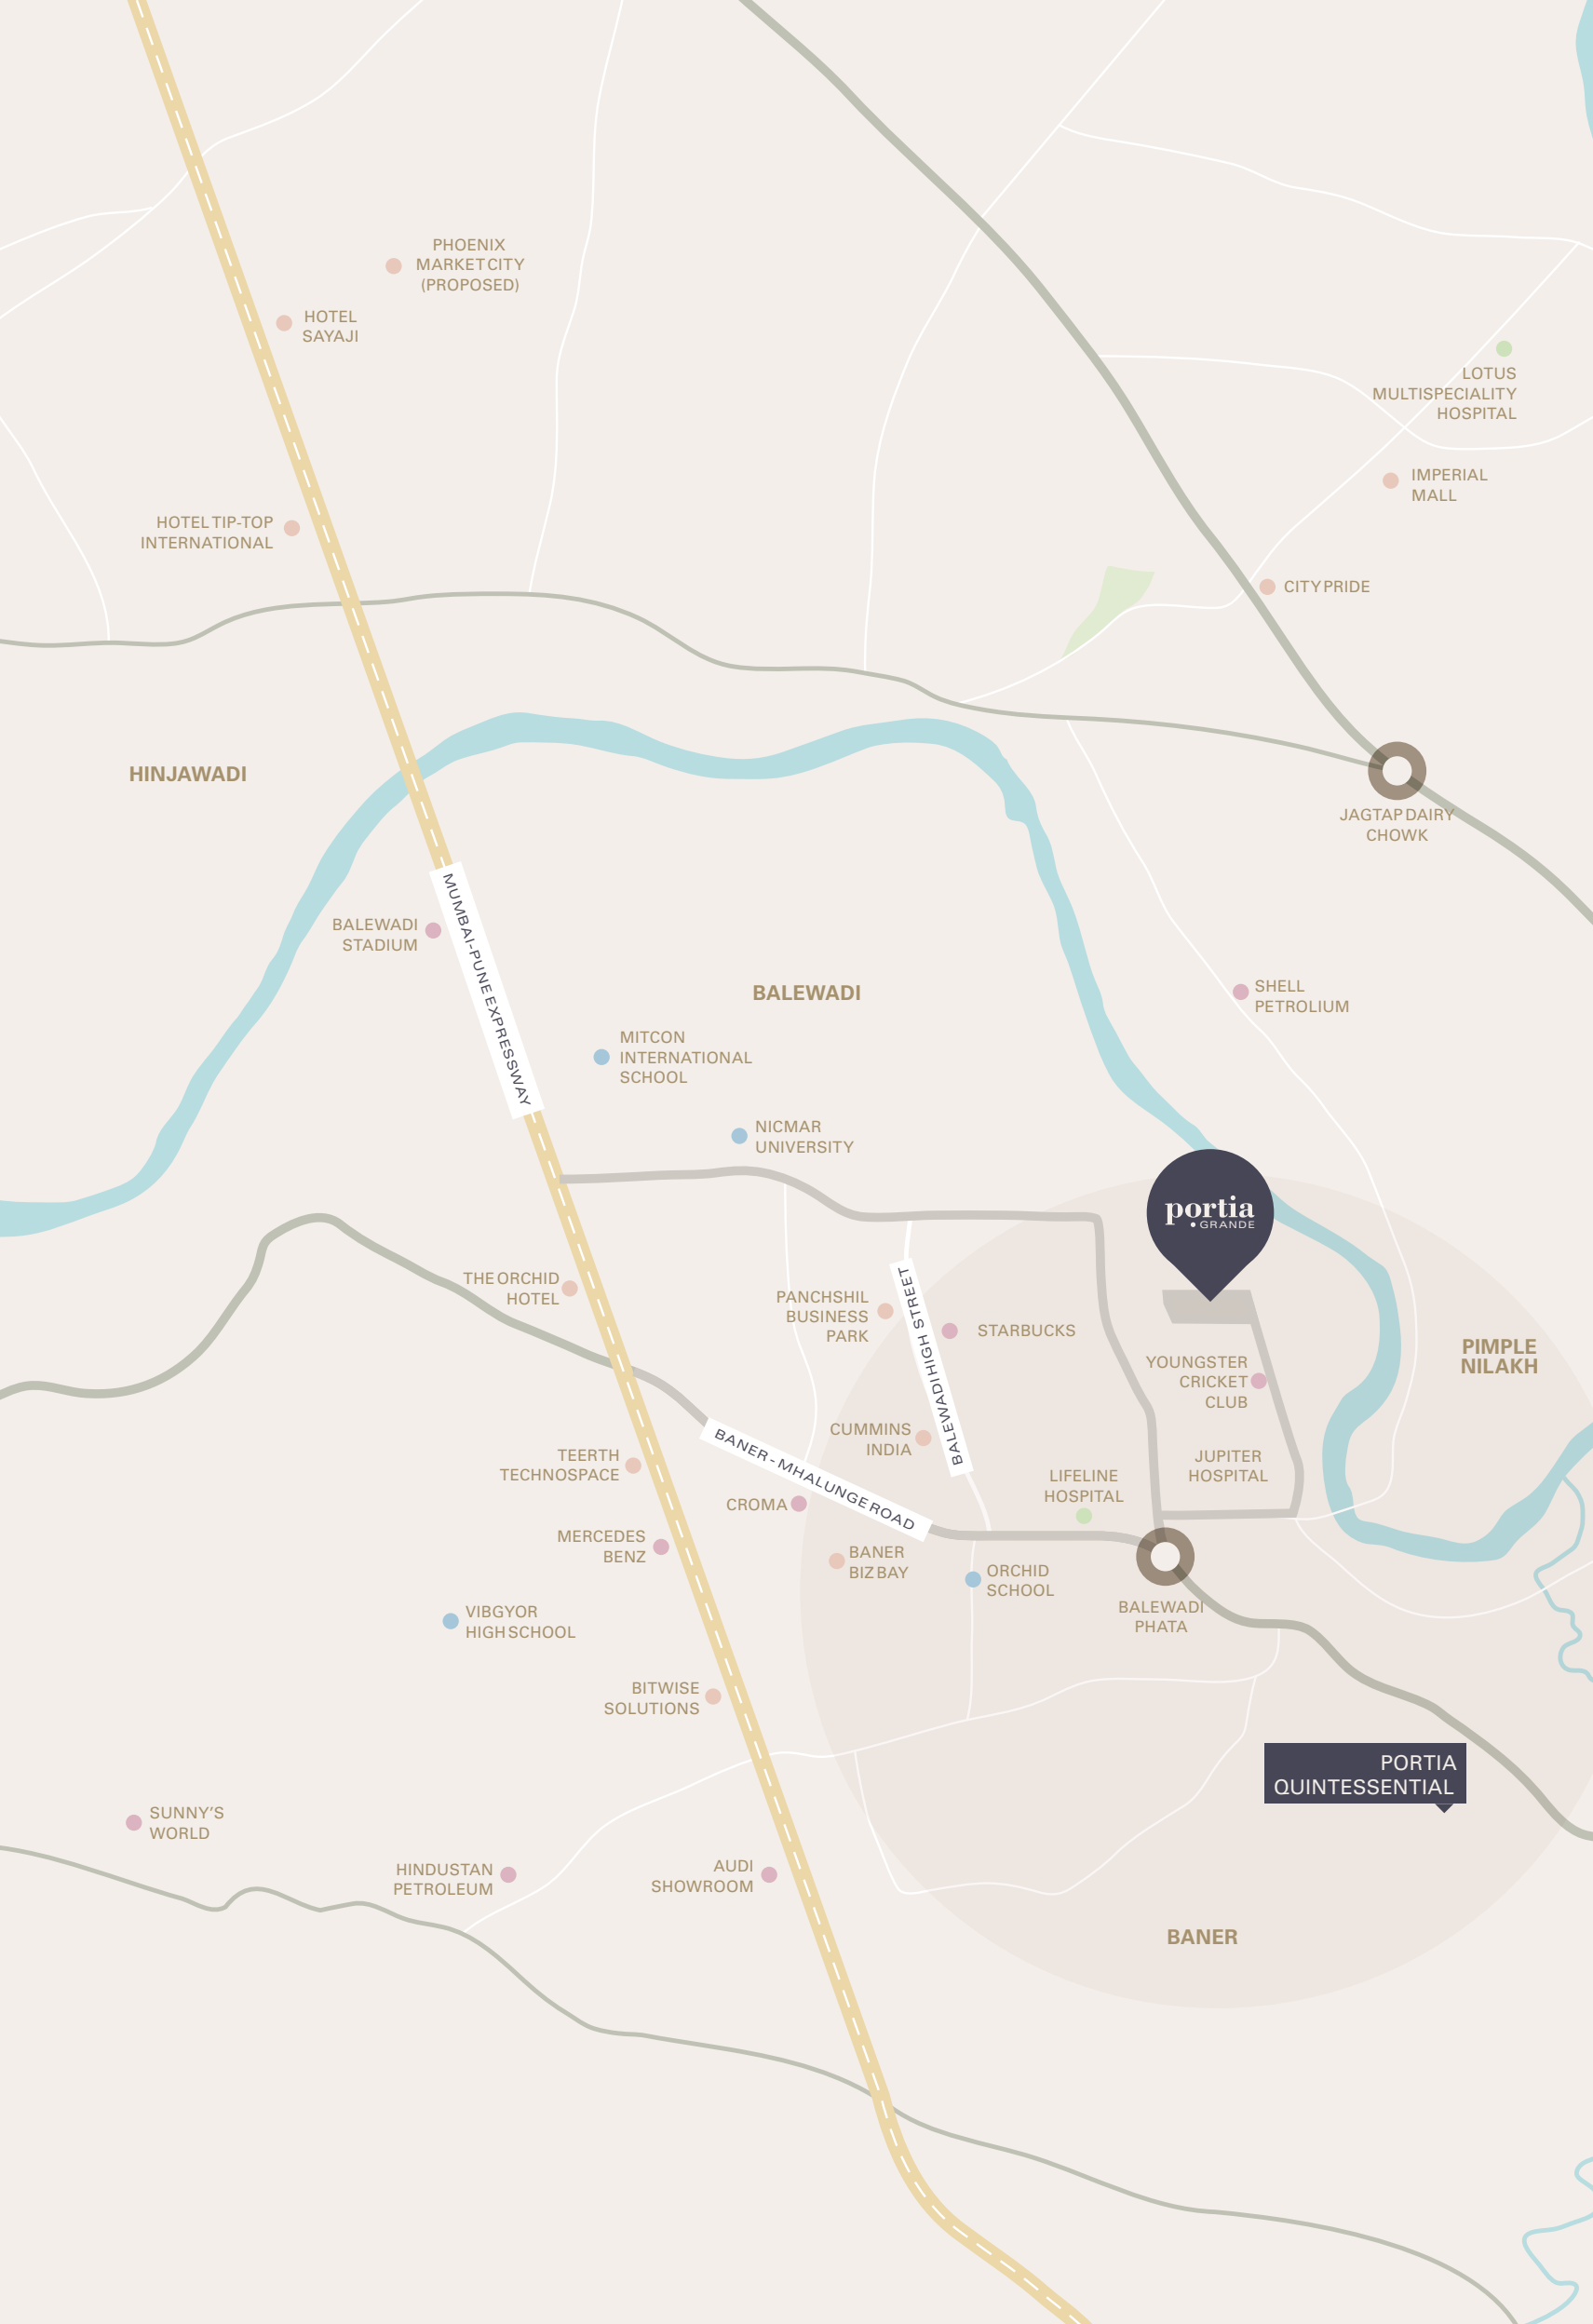 PHOENIX
MARKETCITY
(PROPOSED)
HOTEL
SAYAJI
LOTUS
MULTISPECIALITY
HOSPITAL
IMPERIAL
MALL
HOTEL TIP-TOP
INTERNATIONAL
CITY PRIDE
HINJAWADI
JAGTAP DAIRY
CHOWK
MUMBAI-PUNE EXPRESSWAY
BALEWADI
STADIUM
BALEWADI
SHELL
PETROLIUM
MITCON
INTERNATIONAL
SCHOOL
NICMAR
UNIVERSITY
portia
GRANDE
THE ORCHID
HOTEL
PANCHSHIL
BUSINESS
PARK
BALEWADI HIGH STREET
STARBUCKS
YOUNGSTER
CRICKET
CLUB
PIMPLE
NILAKH
CUMMINS
INDIA
BANER - MHALUNGE ROAD
TEERTH
TECHNOSPACE
JUPITER
HOSPITAL
LIFELINE
HOSPITAL
CROMA
MERCEDES
BENZ
BANER
BIZ BAY
ORCHID
SCHOOL
BALEWADI
PHATA
VIBGYOR
HIGH SCHOOL
BITWISE
SOLUTIONS
PORTIA
QUINTESSENTIAL
SUNNY'S
WORLD
HINDUSTAN
PETROLEUM
AUDI
SHOWROOM
BANER